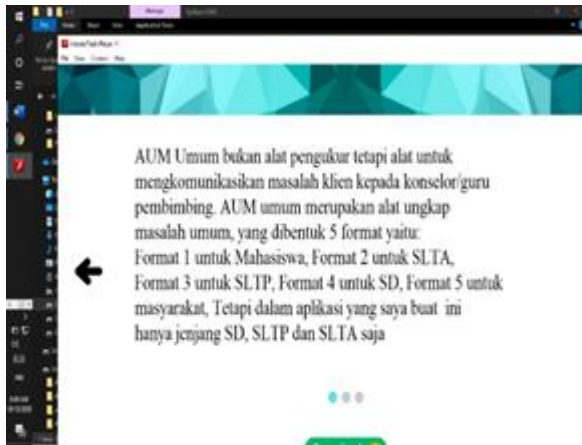 AUM Umum bukan alat pengukur tetapi alat untuk
mengkomunikasikan masalah klien kepada konselor/guru
pembimbing. AUM umum merupakan alat ungkap
masalah umum, yang dibentuk 5 format yaitu:
Format 1 untuk Mahasiswa, Format 2 untuk SLTA,
Format 3 untuk SLTP, Format 4 untuk SD, Format 5 untuk
masyarakat, Tetapi dalam aplikasi yang saya buat ini
hanya jenjang SD, SLTP dan SLTA saja